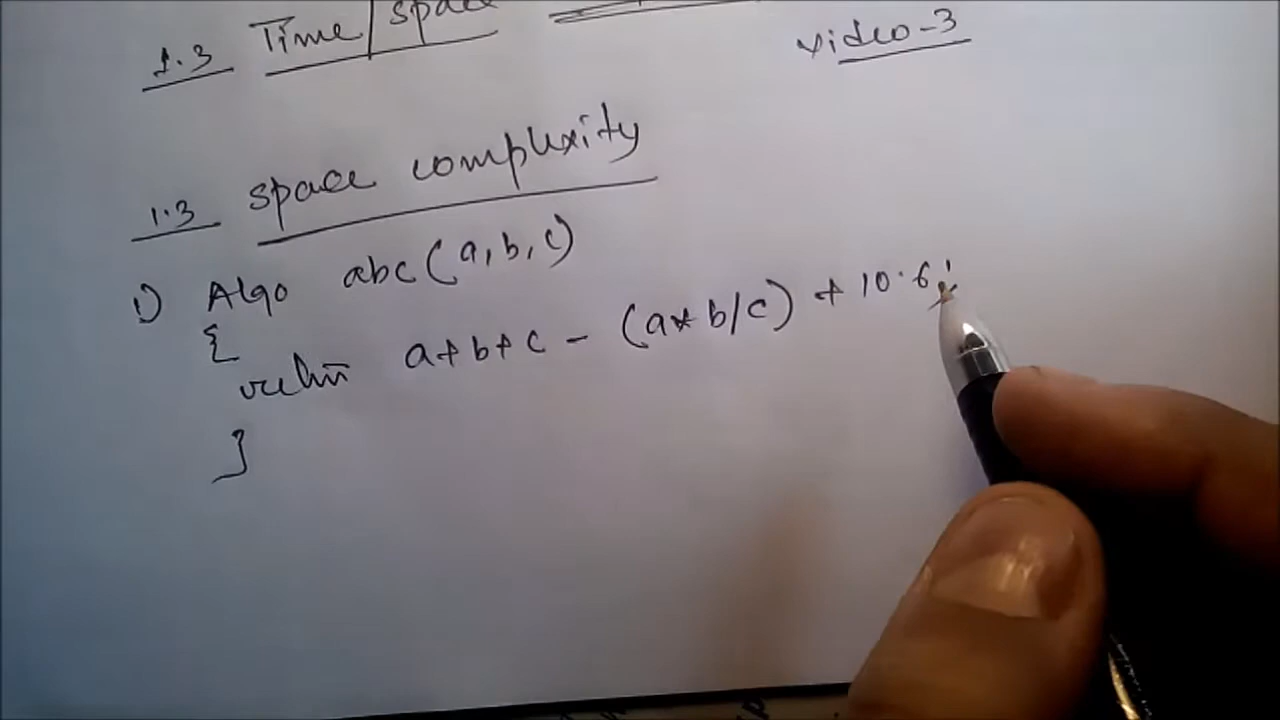 1.3 Time/space
video-3
1.3 space complexity
1) Algo abc(a,b,c)
{
return a+b+c - (a*b/c) + 10.6;
}